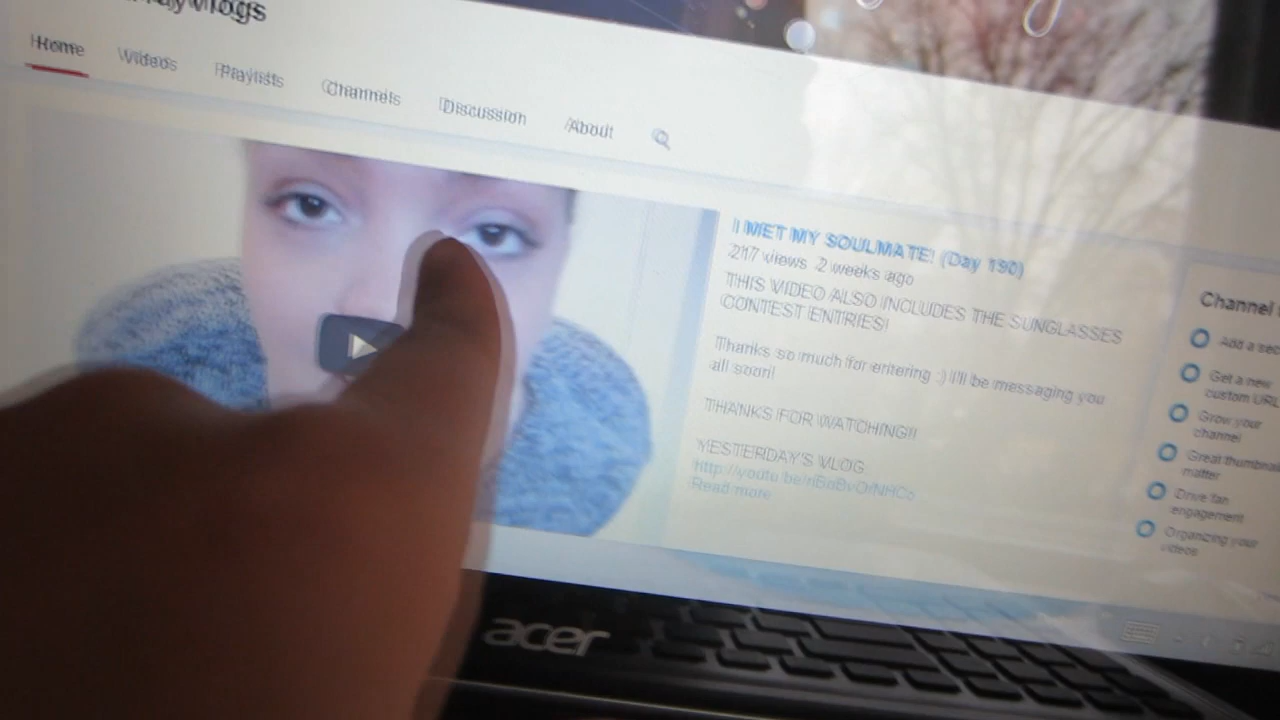 Home
Videos
Playlists
Channels
Discussion
About
I MET MY SOULMATE! (Day 190)
217 views 2 weeks ago
THIS VIDEO ALSO INCLUDES THE SUNGLASSES
CONTEST ENTRIES!
Thanks so much for entering :) I'll be messaging you
all soon!
THANKS FOR WATCHING!!
YESTERDAY'S VLOG
Read more
Channel
Add a
Get a new
custom URL
Grow your
channel
Great
matter
Drive fan
engagement
Organizing your
videos
acer